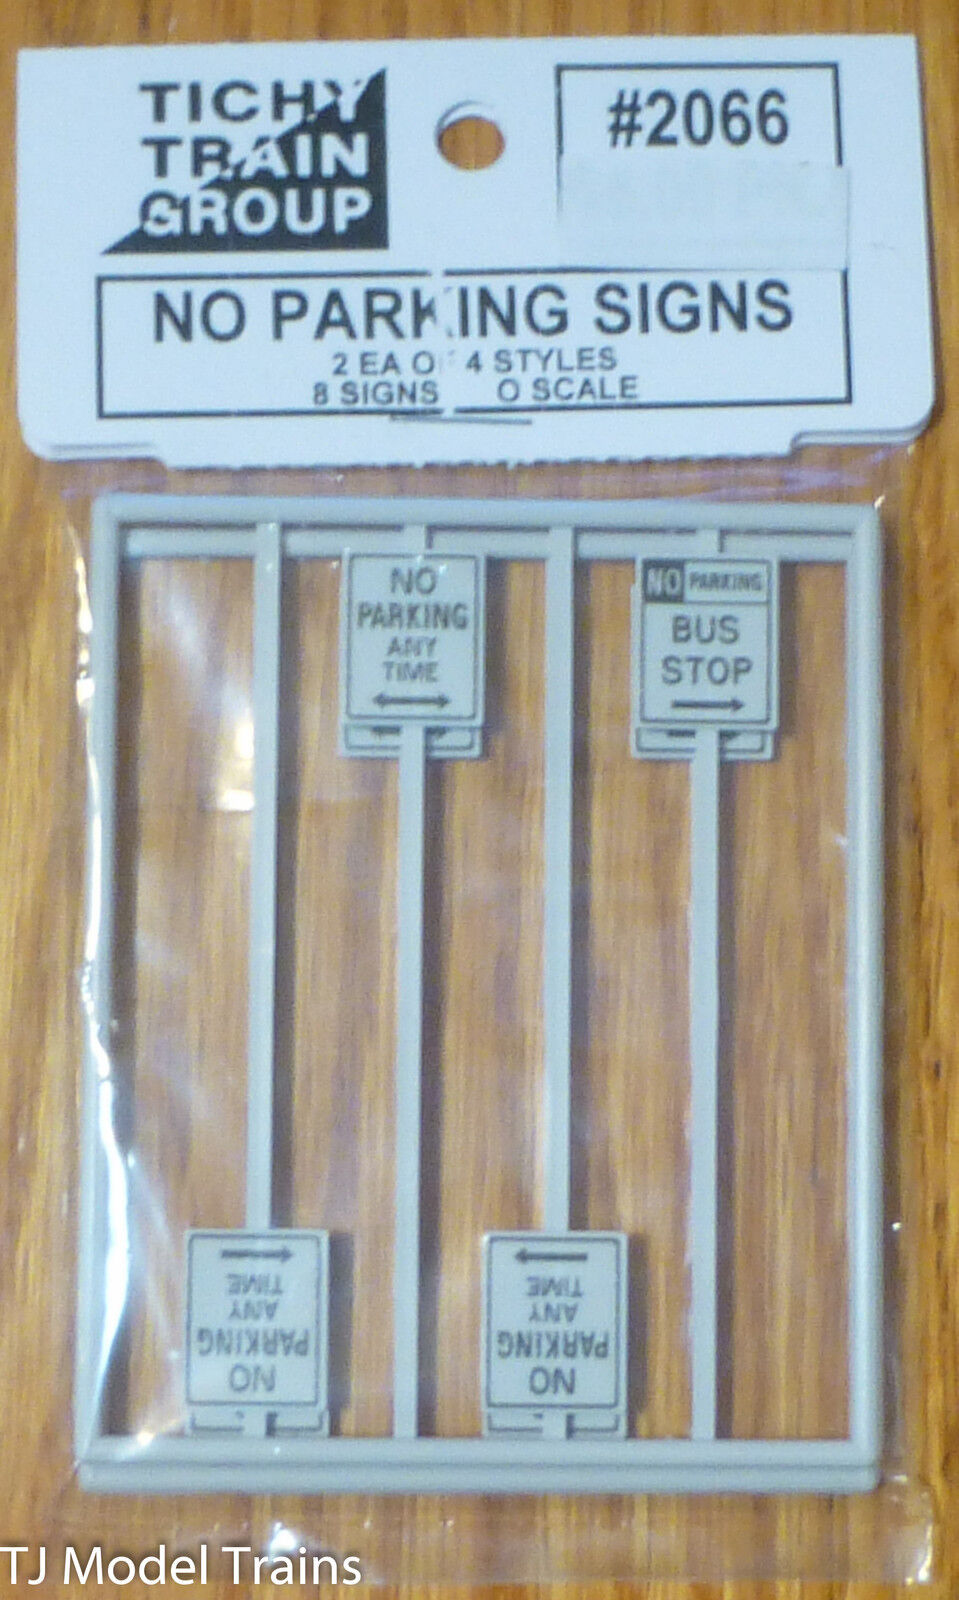 TICHY
TRAIN
GROUP
#2066
NO PARKING SIGNS
2 EA OF 4 STYLES
8 SIGNS O SCALE
NO
PARKING
ANY
TIME
NO PARKING
BUS
STOP
NO
PARKING
ANY
TIME
NO
PARKING
ANY
TIME
TJ Model Trains